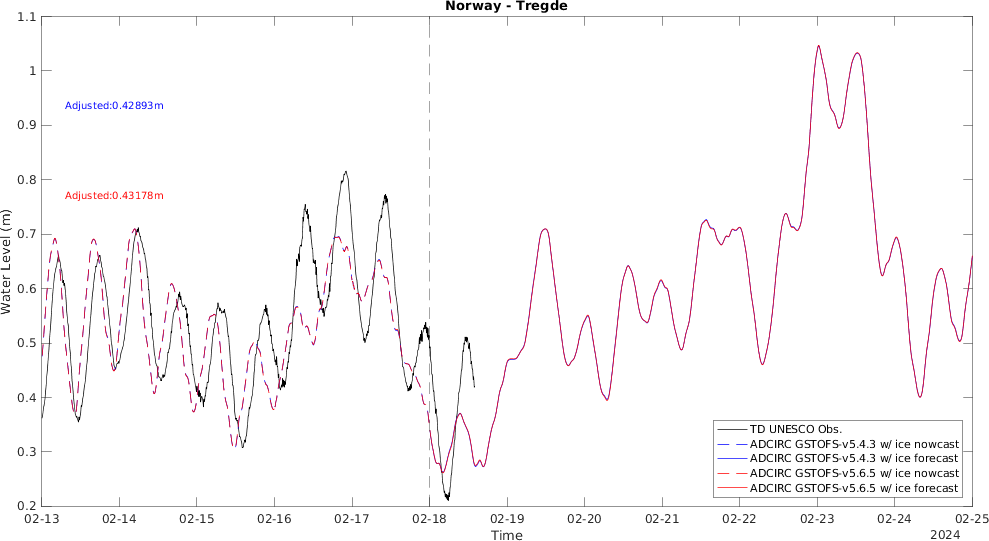 Norway - Tregde
1.1
1
0.9
0.8
0.7
0.6
0.5
0.4
0.3
0.2
Water Level (m)
Adjusted:0.42893m
Adjusted:0.43178m
TD UNESCO Obs.
ADCIRC GSTOFS-v5.4.3 w/ ice nowcast
ADCIRC GSTOFS-v5.4.3 w/ ice forecast
ADCIRC GSTOFS-v5.6.5 w/ ice nowcast
ADCIRC GSTOFS-v5.6.5 w/ ice forecast
02-13 02-14 02-15 02-16 02-17 02-18 02-19 02-20 02-21 02-22 02-23 02-24 02-25
Time
2024